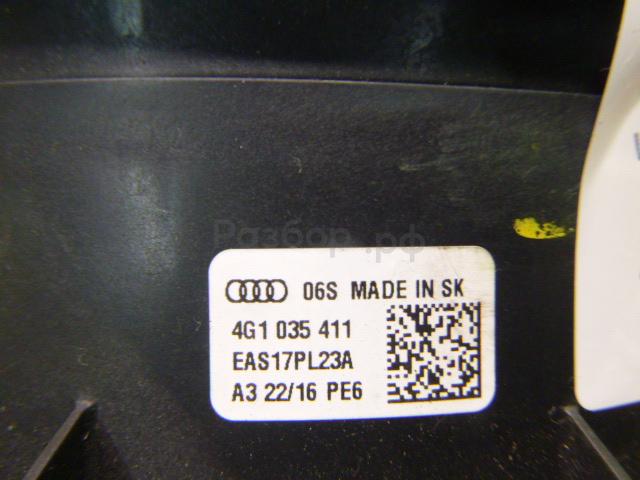 Разбор.рф
06S MADE IN SK
4G1 035 411
EAS17PL23A
A3 22/16 PE6